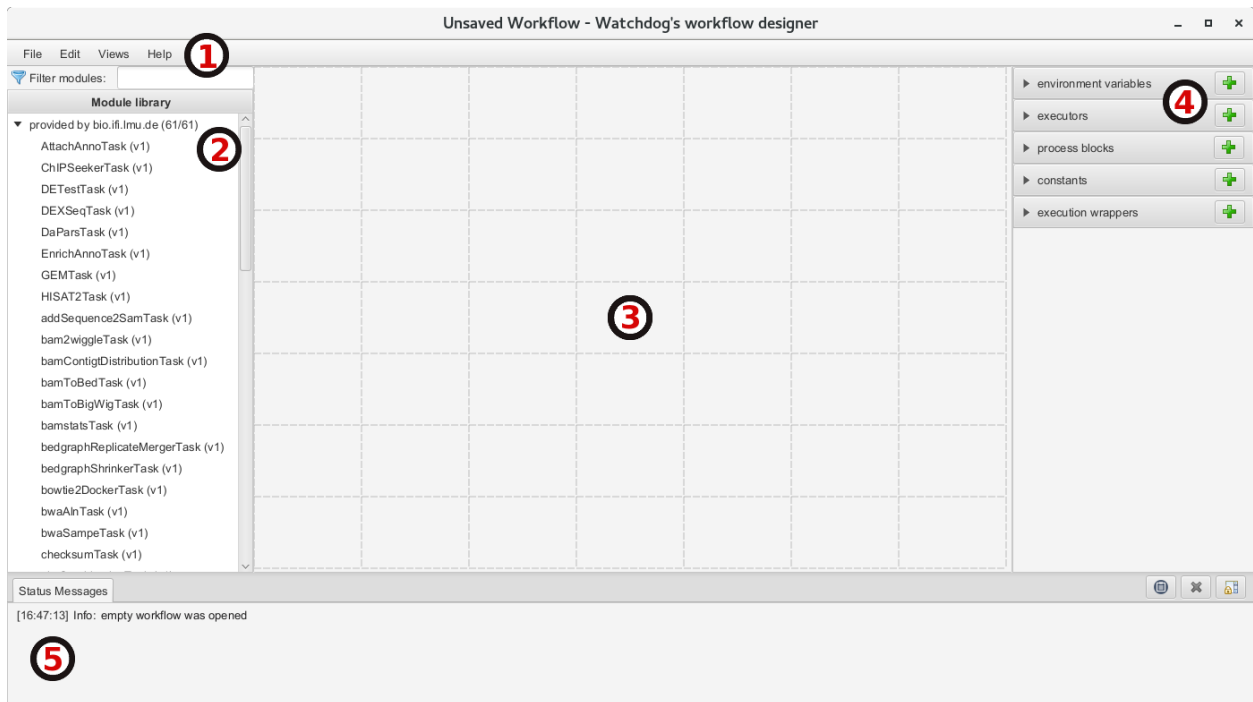 Unsaved Workflow - Watchdog's workflow designer
File Edit Views Help
1
Filter modules:
Module library
provided by bio.ifi.lmu.de (61/61)
2
AttachAnnoTask (v1)
ChIPSeekerTask (v1)
DETestTask (v1)
DEXSeqTask (v1)
DaParsTask (v1)
EnrichAnnoTask (v1)
GEMTask (v1)
HISAT2Task (v1)
addSequence2SamTask (v1)
bam2wiggleTask (v1)
bamContigtDistributionTask (v1)
bamToBedTask (v1)
bamToBigWigTask (v1)
bamstatsTask (v1)
bedgraphReplicateMergerTask (v1)
bedgraphShrinkerTask (v1)
bowtie2DockerTask (v1)
bwaAlnTask (v1)
bwaSampeTask (v1)
checksumTask (v1)
3
environment variables
4
executors
process blocks
constants
execution wrappers
Status Messages
[16:47:13] Info: empty workflow was opened
5